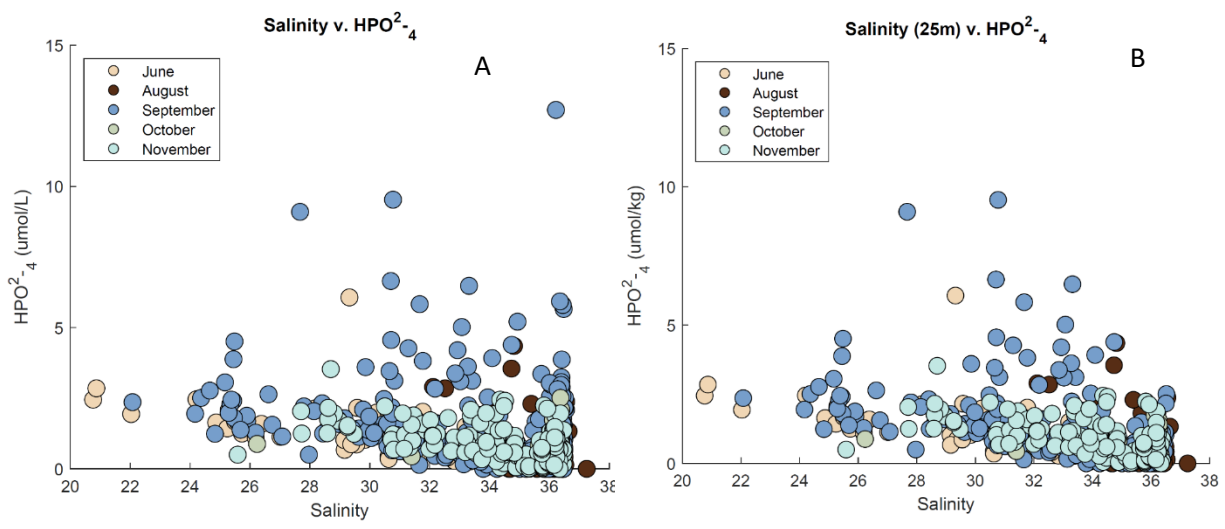 Salinity v. HPO²-₄
A
15
June
August
September
October
November
10
5
0
HPO²-₄ (umol/L)
20 22 24 26 28 30 32 34 36 38
Salinity
Salinity (25m) v. HPO²-₄
B
15
June
August
September
October
November
10
5
0
HPO²-₄ (umol/kg)
20 22 24 26 28 30 32 34 36 38
Salinity